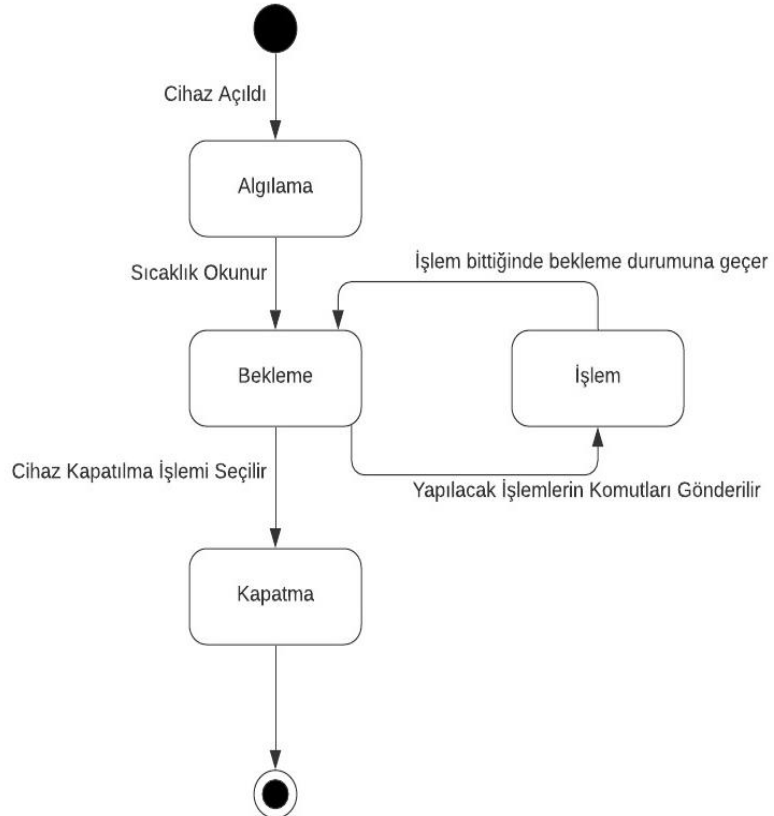 Cihaz Açıldı
Algılama
Sıcaklık Okunur
İşlem bittiğinde bekleme durumuna geçer
Bekleme
İşlem
Cihaz Kapatılma İşlemi Seçilir
Yapılacak İşlemlerin Komutları Gönderilir
Kapatma